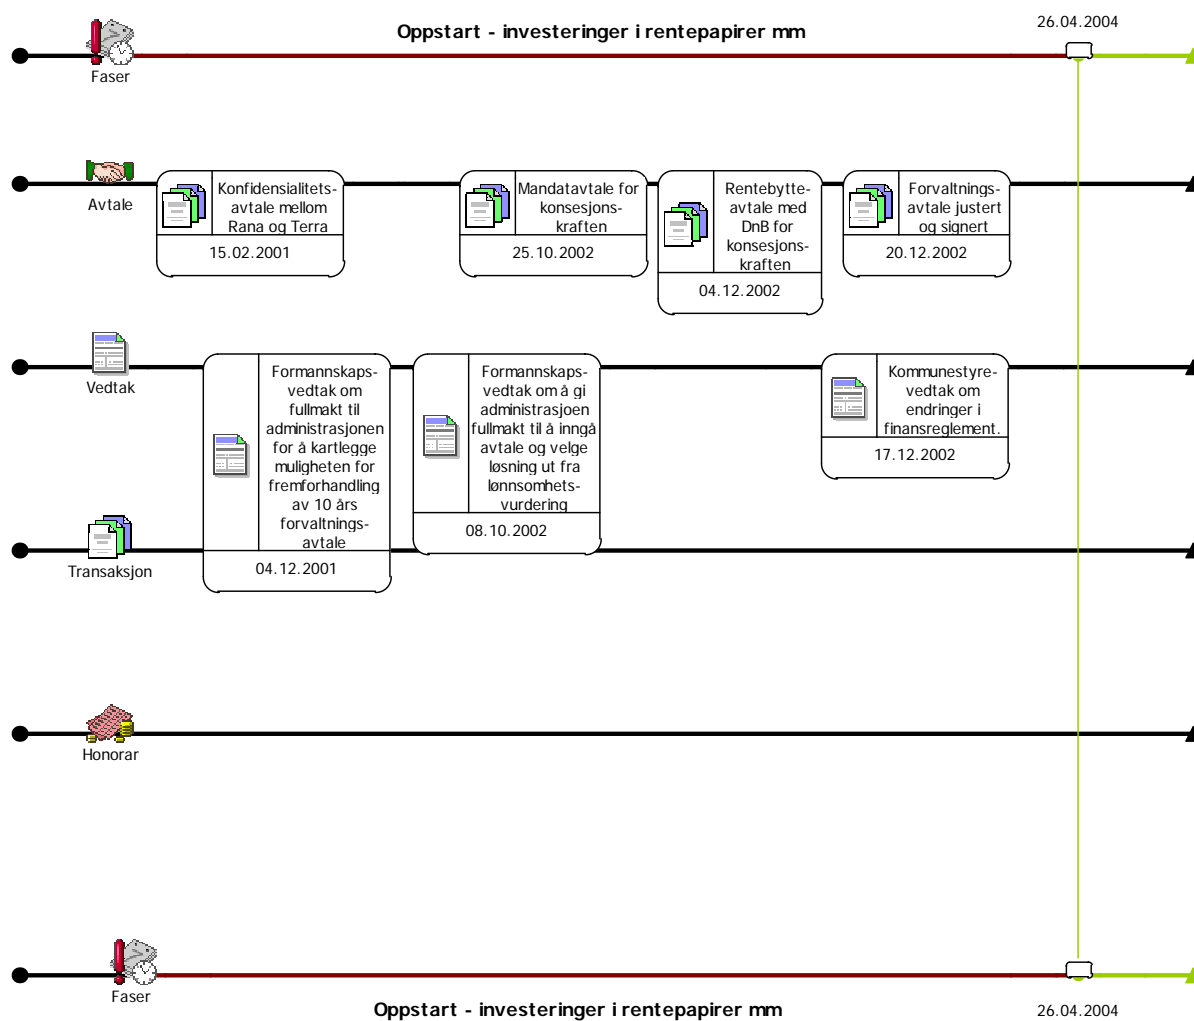 Oppstart - investeringer i rentepapirer mm
26.04.2004
Faser
Avtale
Konfidensialitets-
avtale mellom
Rana og Terra
15.02.2001
Mandatavtale for
konsesjons-
kraften
25.10.2002
Rentebytte-
avtale med
DnB for
konsesjons-
kraften
04.12.2002
Forvaltnings-
avtale justert
og signert
20.12.2002
Vedtak
Formannskaps-
vedtak om
fullmakt til
administrasjonen
for å kartlegge
muligheten for
fremforhandling
av 10 års
forvaltnings-
avtale
04.12.2001
Formannskaps-
vedtak om å gi
administrasjoen
fullmakt til å inngå
avtale og velge
løsning ut fra
lønnsomhets-
vurdering
08.10.2002
Kommunestyre-
vedtak om
endringer i
finansreglement.
17.12.2002
Transaksjon
Honorar
Faser
Oppstart - investeringer i rentepapirer mm
26.04.2004